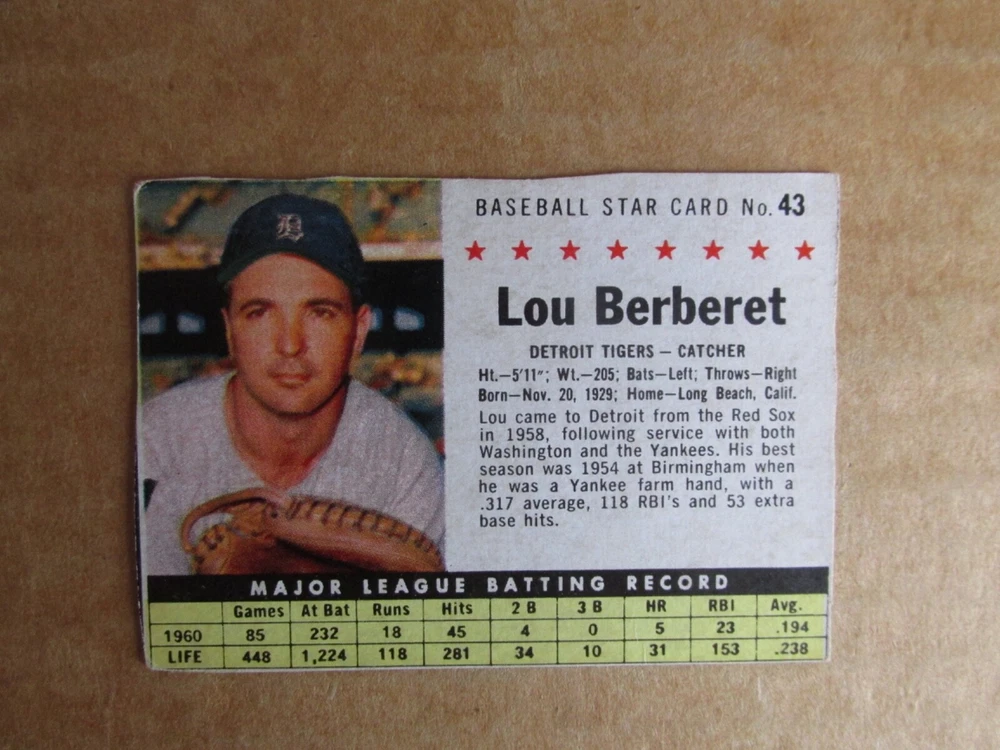 BASEBALL STAR CARD No. 43
Lou Berberet
DETROIT TIGERS — CATCHER
Ht.—5'11"; Wt.—205; Bats—Left; Throws—Right
Born—Nov. 20, 1929; Home—Long Beach, Calif.
Lou came to Detroit from the Red Sox
in 1958, following service with both
Washington and the Yankees. His best
season was 1954 at Birmingham when
he was a Yankee farm hand, with a
.317 average, 118 RBI's and 53 extra
base hits.
MAJOR LEAGUE BATTING RECORD
Games At Bat Runs Hits 2 B 3 B HR RBI Avg.
1960 85 232 18 45 4 0 5 23 .194
LIFE 448 1,224 118 281 34 10 31 153 .238